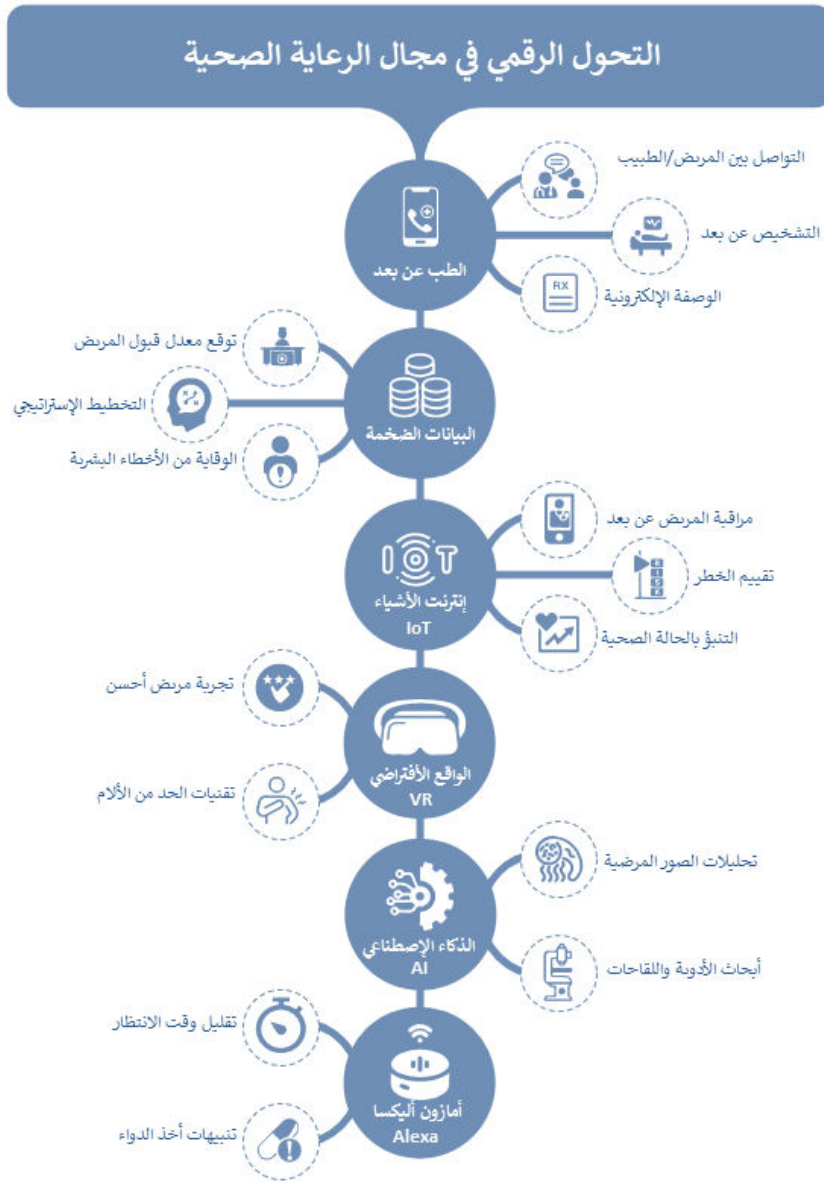 التحول الرقمي في مجال الرعاية الصحية
الطب عن بعد
التواصل بين المريض/الطبيب
التشخيص عن بعد
RX
الوصفة الإلكترونية
البيانات الضخمة
توقع معدل قبول المريض
التخطيط الإستراتيجي
الوقاية من الأخطاء البشرية
IOT
إنترنت الأشياء
IoT
مراقبة المريض عن بعد
RISK
تقييم الخطر
التنبؤ بالحالة الصحية
الواقع الأفتراضي
VR
تجربة مريض أحسن
تقنيات الحد من الألام
الذكاء الإصطناعي
AI
تحليلات الصور المرضية
أبحاث الأدوية واللقاحات
أمازون أليكسا
Alexa
تقليل وقت الانتظار
تنبيهات أخذ الدواء